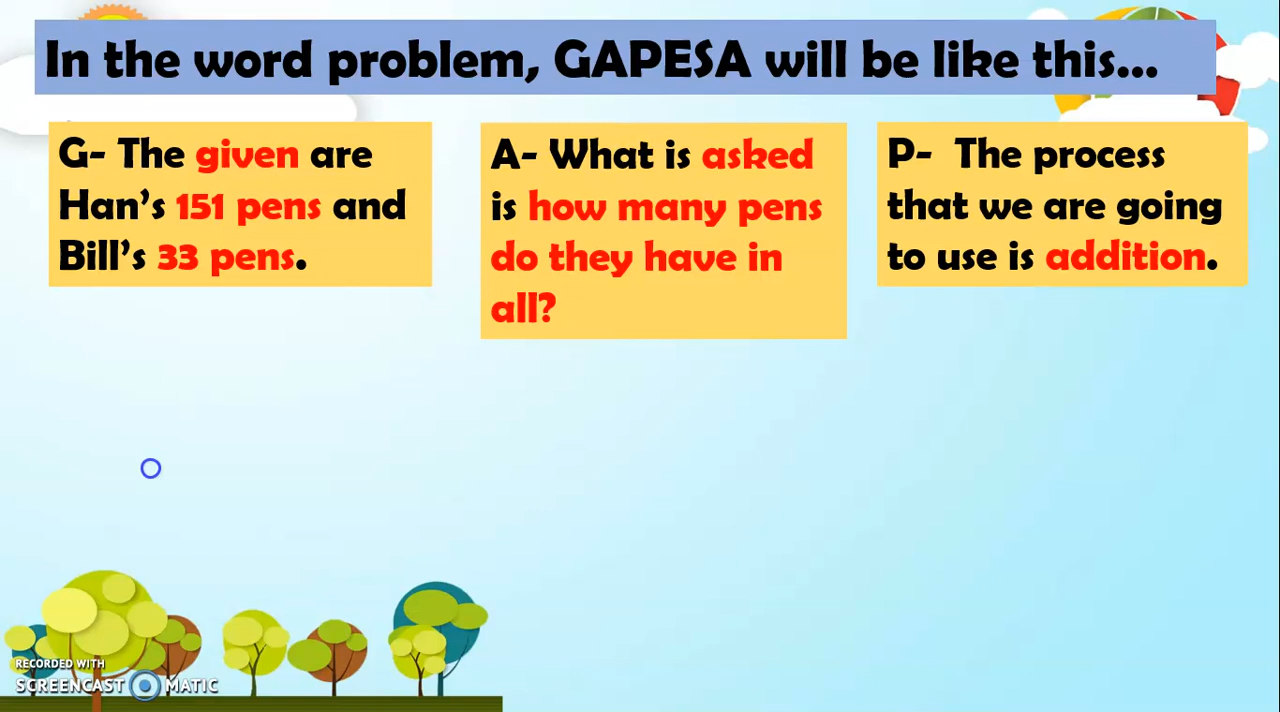 In the word problem, GAPESA will be like this...
G- The given are
Han's 151 pens and
Bill's 33 pens.
A- What is asked
is how many pens
do they have in
all?
P-  The process
that we are going
to use is addition.
RECORDED WITH
SCREENCAST MATIC